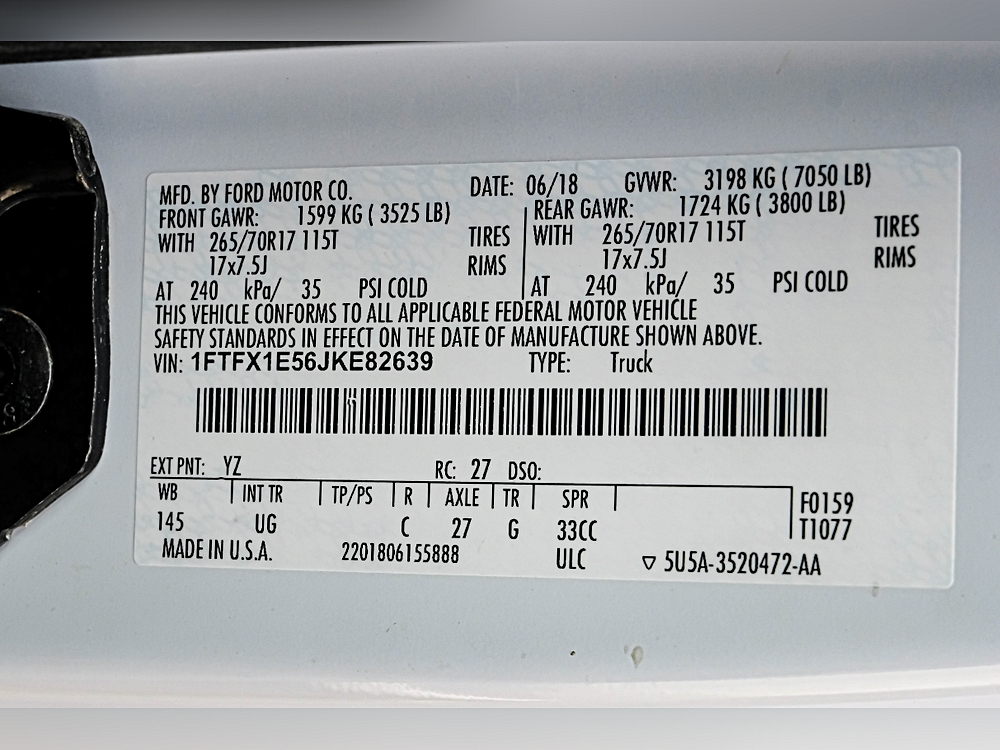 MFD. BY FORD MOTOR CO. DATE: 06/18 GVWR: 3198 KG ( 7050 LB)
FRONT GAWR: 1599 KG ( 3525 LB) REAR GAWR: 1724 KG ( 3800 LB)
WITH 265/70R17 115T TIRES WITH 265/70R17 115T TIRES
17x7.5J RIMS 17x7.5J RIMS
AT 240 kPa/ 35 PSI COLD AT 240 kPa/ 35 PSI COLD
THIS VEHICLE CONFORMS TO ALL APPLICABLE FEDERAL MOTOR VEHICLE
SAFETY STANDARDS IN EFFECT ON THE DATE OF MANUFACTURE SHOWN ABOVE.
VIN: 1FTFX1E56JKE82639 TYPE: Truck
EXT PNT: YZ RC: 27 DSO:
WB INT TR TP/PS R AXLE TR SPR F0159
145 UG C 27 G 33CC T1077
MADE IN U.S.A. 2201806155888 ULC ▽ 5U5A-3520472-AA